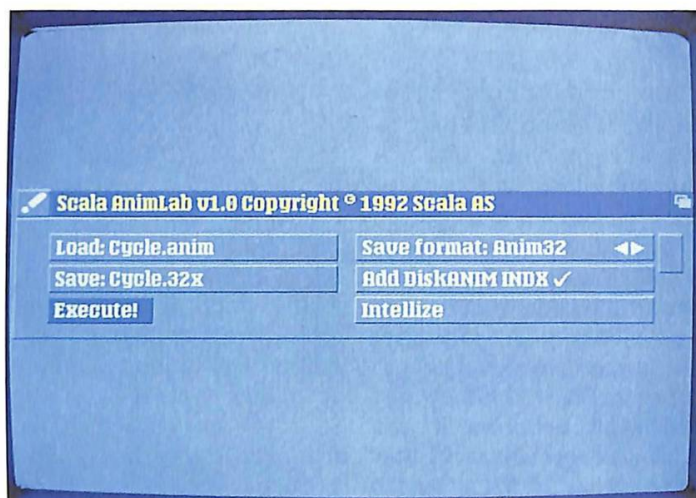 Scala AnimLab v1.0 Copyright © 1992 Scala AS
Load: Cycle.anim
Save format: Anim32
Save: Cycle.32x
Add DiskANIM INDX ✓
Execute!
Intellize